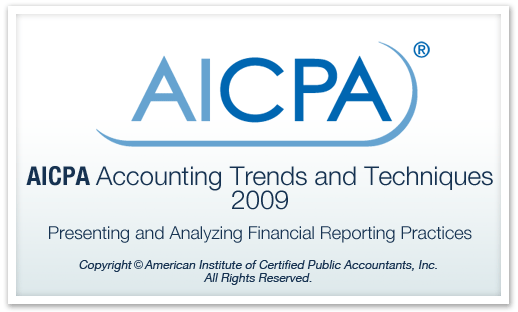 AICPA®
AICPA Accounting Trends and Techniques
2009
Presenting and Analyzing Financial Reporting Practices
Copyright © American Institute of Certified Public Accountants, Inc.
All Rights Reserved.